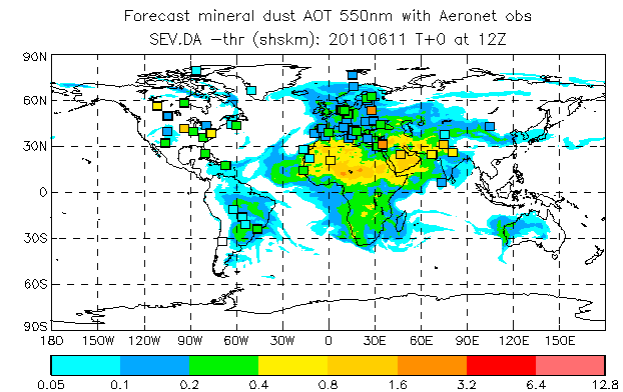 Forecast mineral dust AOT 550nm with Aeronet obs
SEV.DA -thr (shskm): 20110611 T+0 at 12Z
90N
60N
30N
0
30S
60S
90S
180 150W 120W 90W 60W 30W 0 30E 60E 90E 120E 150E
0.05 0.1 0.2 0.4 0.8 1.6 3.2 6.4 12.8